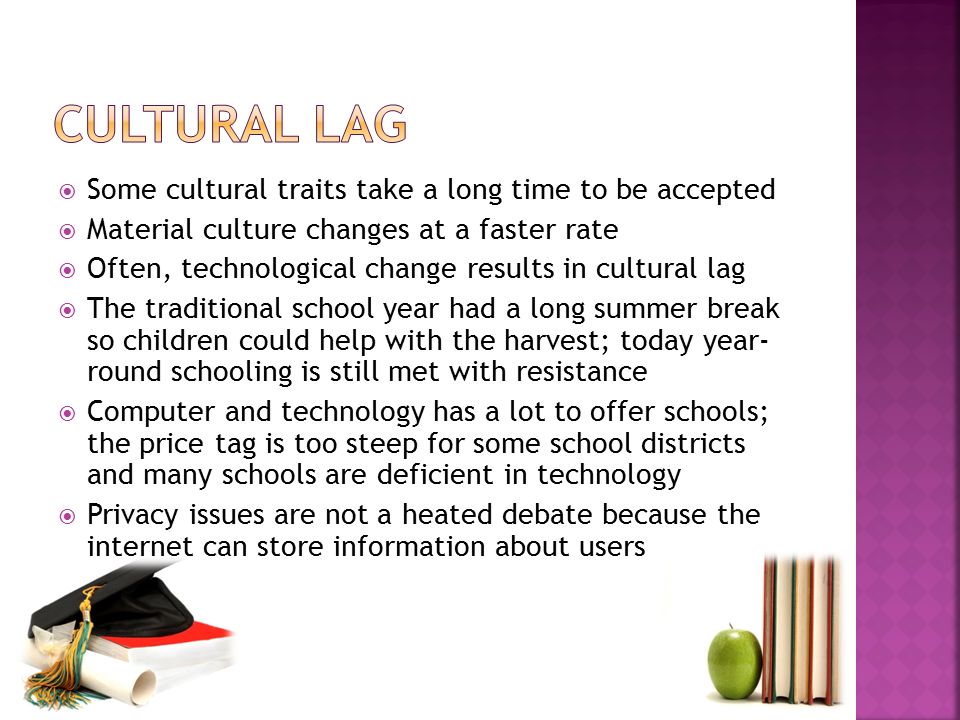 CULTURAL LAG
Some cultural traits take a long time to be accepted
Material culture changes at a faster rate
Often, technological change results in cultural lag
The traditional school year had a long summer break
so children could help with the harvest; today year-
round schooling is still met with resistance
Computer and technology has a lot to offer schools;
the price tag is too steep for some school districts
and many schools are deficient in technology
Privacy issues are not a heated debate because the
internet can store information about users